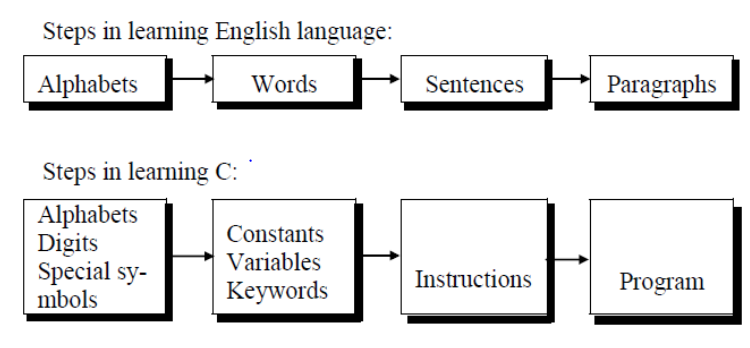 Steps in learning English language:
Alphabets
Words
Sentences
Paragraphs
Steps in learning C:
Alphabets
Digits
Special sy-
mbols
Constants
Variables
Keywords
Instructions
Program